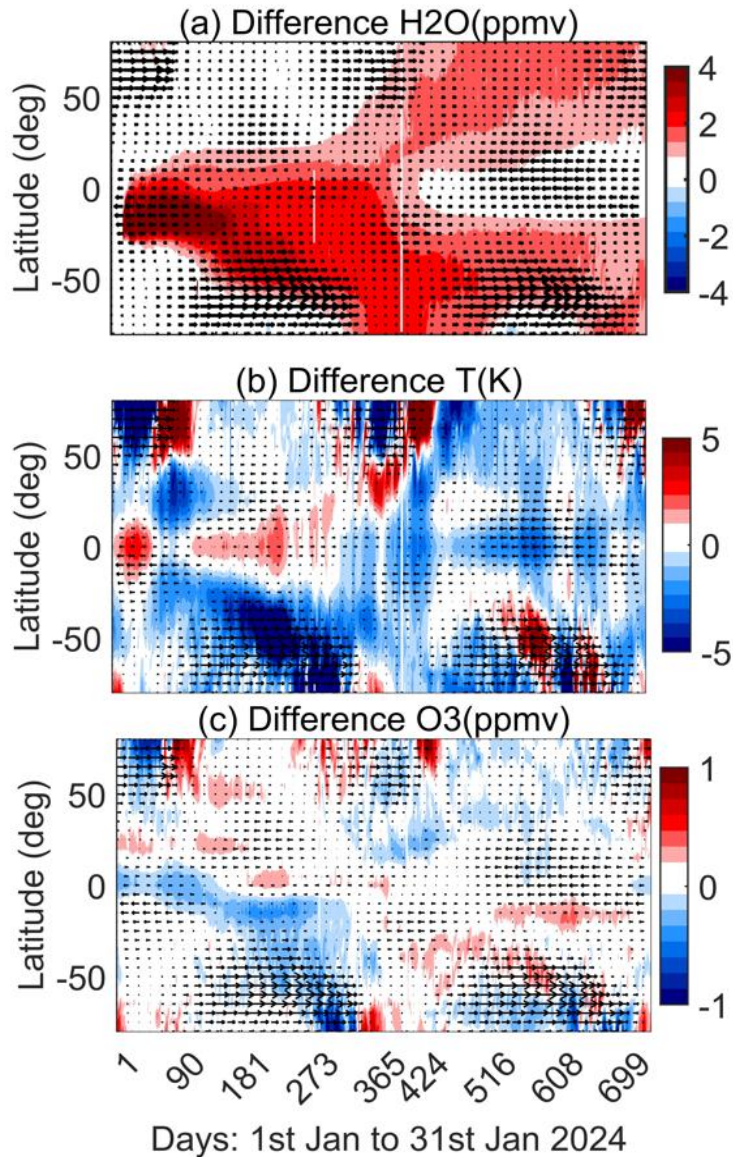 (a) Difference H2O(ppmv)
Latitude (deg)
50
0
-50
4
2
0
-2
-4
(b) Difference T(K)
Latitude (deg)
50
0
-50
5
0
-5
(c) Difference O3(ppmv)
Latitude (deg)
50
0
-50
1
0
-1
1 90 181 273 365 424 516 608 699
Days: 1st Jan to 31st Jan 2024